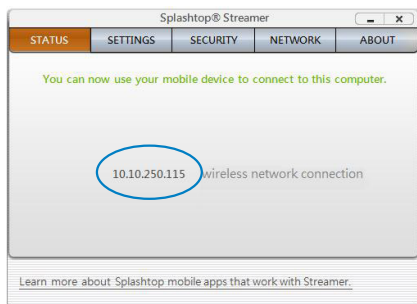 Splashtop® Streamer
STATUS SETTINGS SECURITY NETWORK ABOUT
You can now use your mobile device to connect to this computer.
10.10.250.115 wireless network connection
Learn more about Splashtop mobile apps that work with Streamer.